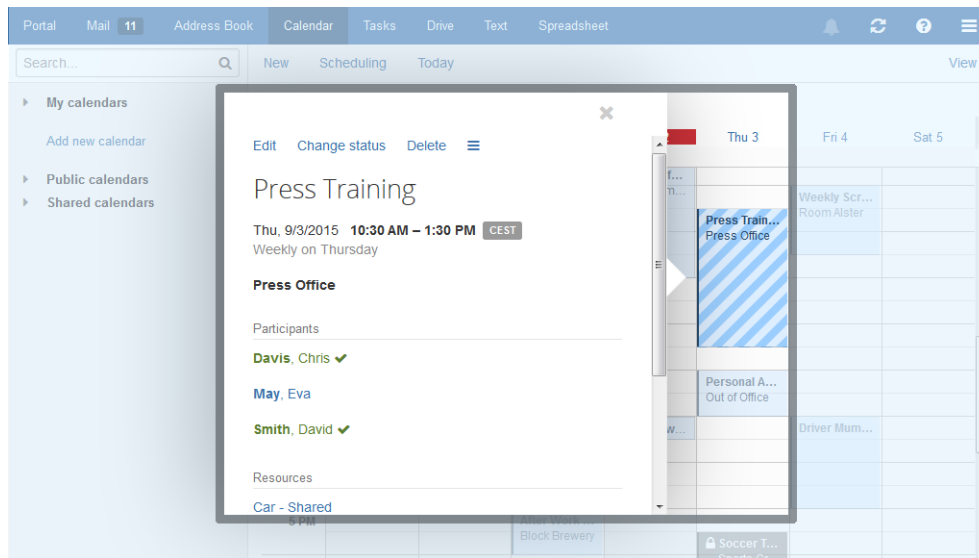 Portal Mail 11 Address Book Calendar Tasks Drive Text Spreadsheet
Search... New Scheduling Today View
My calendars
Add new calendar
Public calendars
Shared calendars
Edit Change status Delete
Press Training
Thu, 9/3/2015 10:30 AM – 1:30 PM CEST
Weekly on Thursday
Press Office
Participants
Davis, Chris
May, Eva
Smith, David
Resources
Car - Shared
Thu 3 Fri 4 Sat 5
Press Train...
Press Office
Weekly Scr...
Room Alster
Personal A...
Out of Office
Driver Mum...
5 PM
After Work ...
Block Brewery
Soccer T...